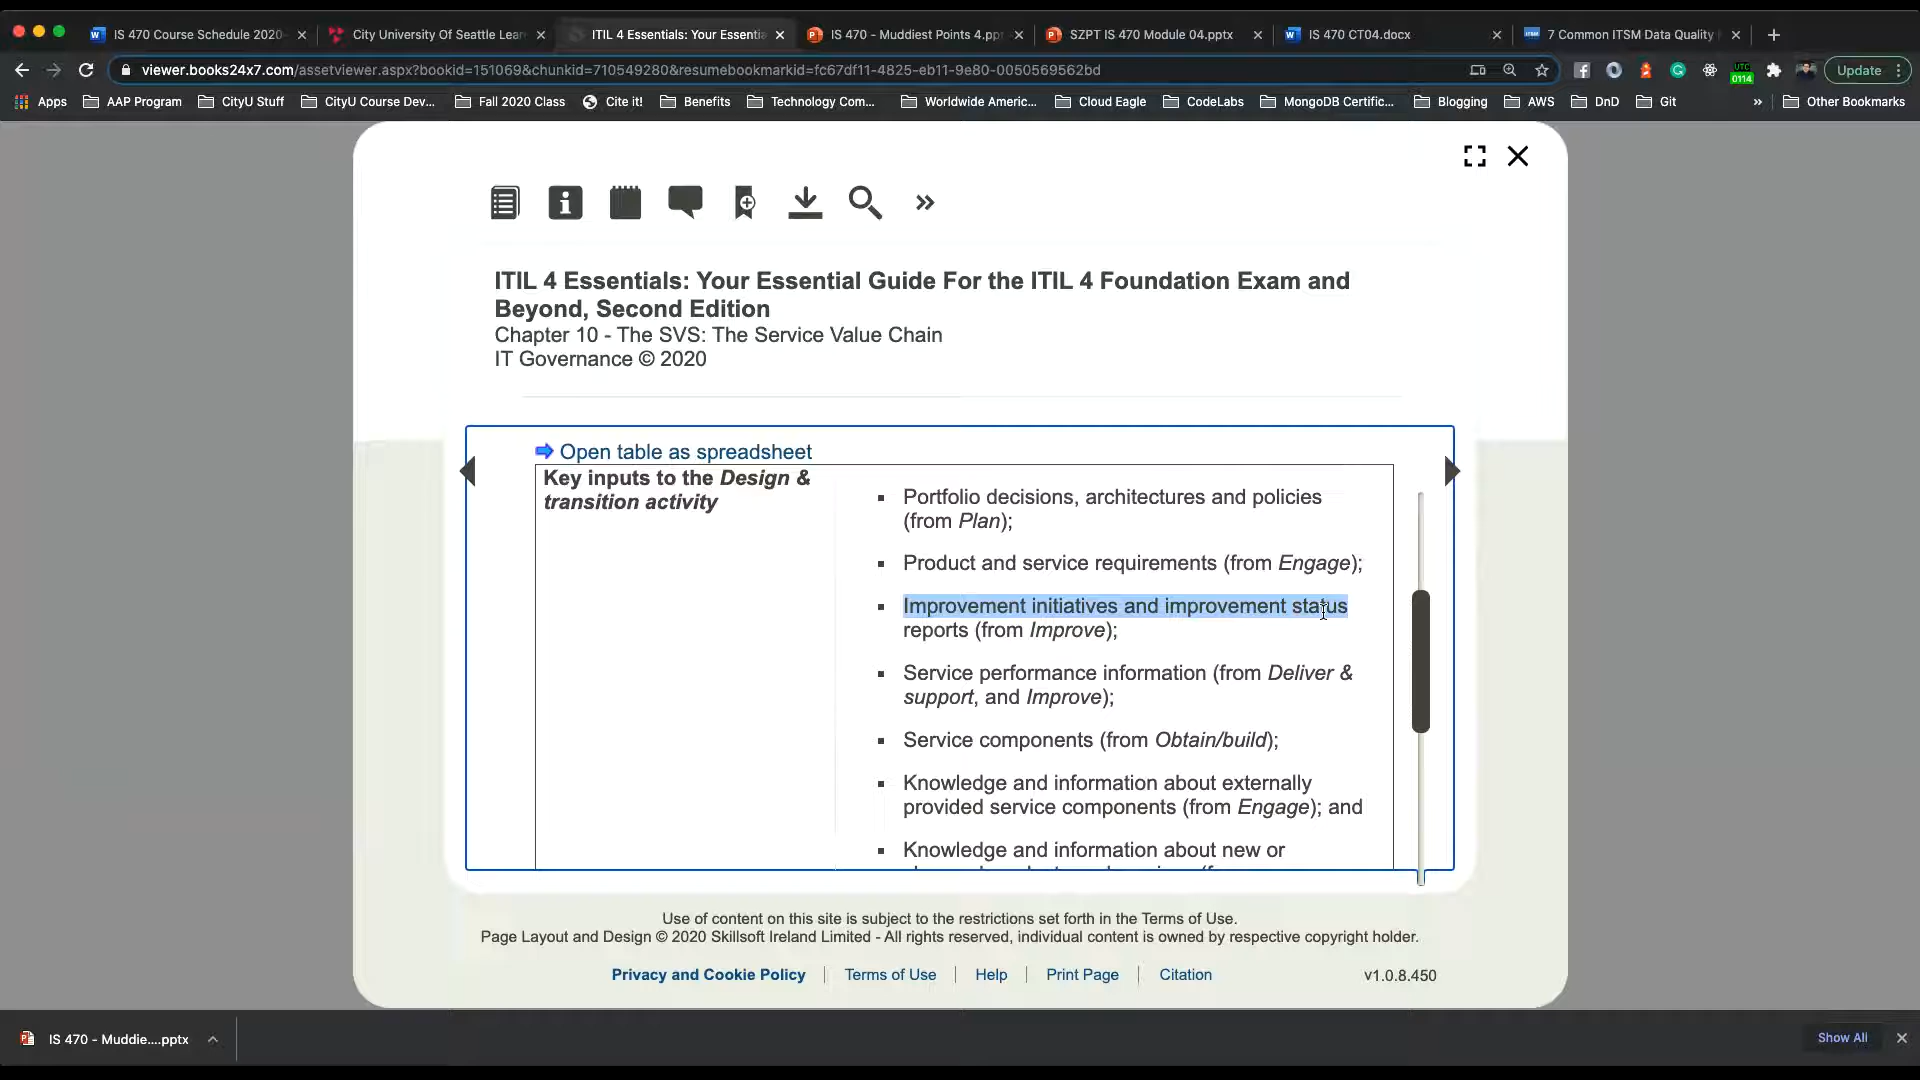 IS 470 Course Schedule 2020-
City University Of Seattle Lear
ITIL 4 Essentials: Your Essentia
IS 470 - Muddiest Points 4.pp
SZPT IS 470 Module 04.pptx
IS 470 CT04.docx
7 Common ITSM Data Quality
viewer.books24x7.com/assetviewer.aspx?bookid=151069&chunkid=710549280&resumebookmarkid=fc67df11-4825-eb11-9e80-0050569562bd
UTC
0114
Update
Apps
AAP Program
CityU Stuff
CityU Course Dev...
Fall 2020 Class
Cite it!
Benefits
Technology Com...
Worldwide Americ...
Cloud Eagle
CodeLabs
MongoDB Certific...
Blogging
AWS
DnD
Git
»
Other Bookmarks
ITIL 4 Essentials: Your Essential Guide For the ITIL 4 Foundation Exam and
Beyond, Second Edition
Chapter 10 - The SVS: The Service Value Chain
IT Governance © 2020
Open table as spreadsheet
Key inputs to the Design &
transition activity
▪ Portfolio decisions, architectures and policies
(from Plan);
▪ Product and service requirements (from Engage);
▪ Improvement initiatives and improvement status
reports (from Improve);
▪ Service performance information (from Deliver &
support, and Improve);
▪ Service components (from Obtain/build);
▪ Knowledge and information about externally
provided service components (from Engage); and
▪ Knowledge and information about new or
Use of content on this site is subject to the restrictions set forth in the Terms of Use.
Page Layout and Design © 2020 Skillsoft Ireland Limited - All rights reserved, individual content is owned by respective copyright holder.
Privacy and Cookie Policy
Terms of Use
Help
Print Page
Citation
v1.0.8.450
IS 470 - Muddie....pptx
Show All